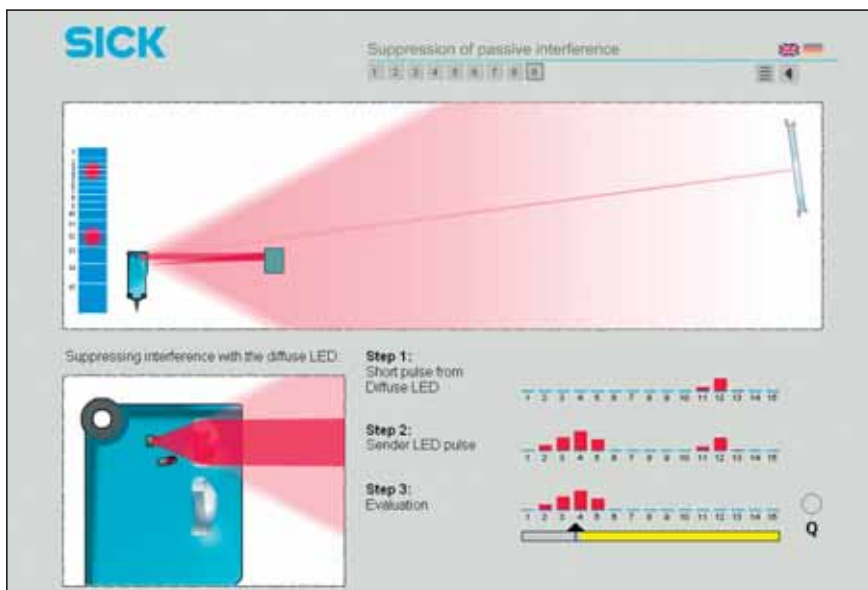 SICK
Suppression of passive interference
1 2 3 4 5 6 7 8 9
Suppressing interference with the diffuse LED:
Step 1:
Short pulse from
Diffuse LED
1 2 3 4 5 6 7 8 9 10 11 12 13 14 15
Step 2:
Sender LED pulse
1 2 3 4 5 6 7 8 9 10 11 12 13 14 15
Step 3:
Evaluation
1 2 3 4 5 6 7 8 9 10 11 12 13 14 15
Q